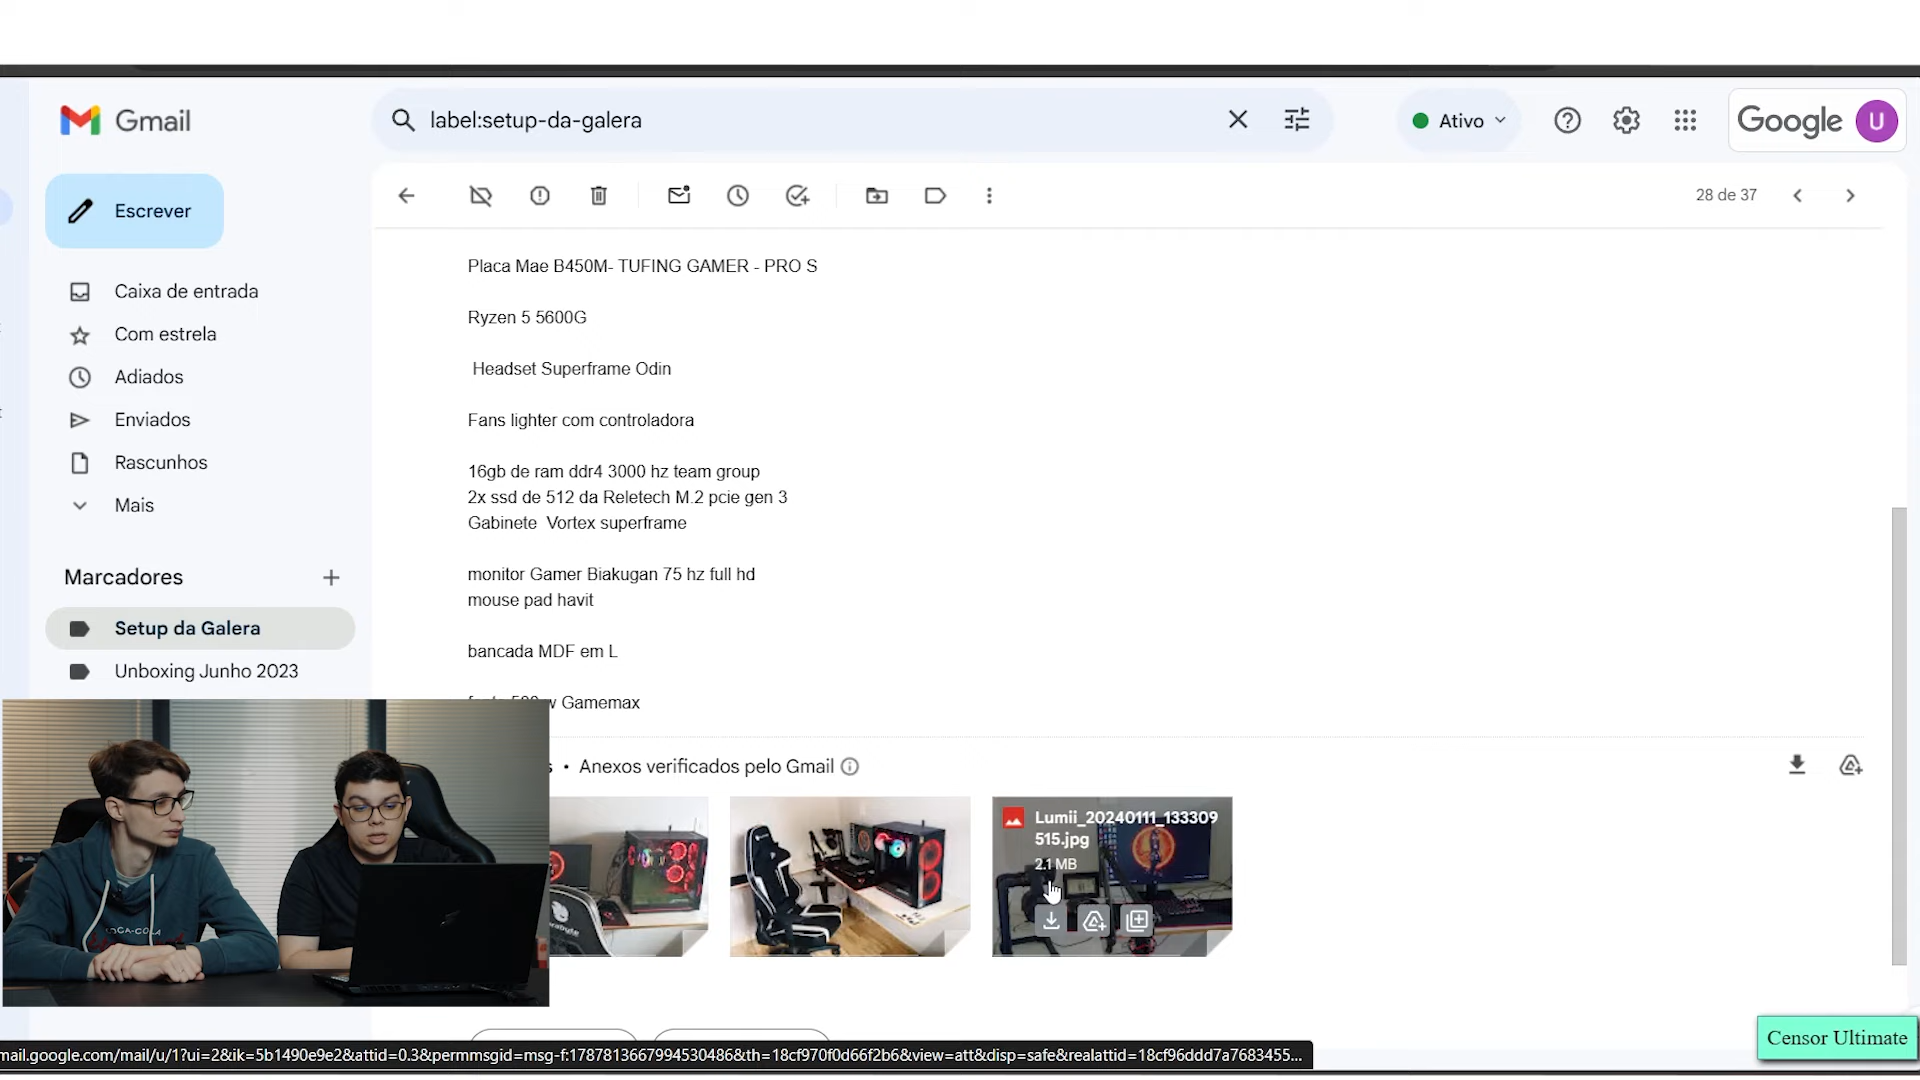 Gmail
label:setup-da-galera
Ativo
Google
U
Escrever
28 de 37
Caixa de entrada
Com estrela
Adiados
Enviados
Rascunhos
Mais
Marcadores
Setup da Galera
Unboxing Junho 2023
Placa Mae B450M- TUFING GAMER - PRO S
Ryzen 5 5600G
Headset Superframe Odin
Fans lighter com controladora
16gb de ram ddr4 3000 hz team group
2x ssd de 512 da Reletech M.2 pcie gen 3
Gabinete  Vortex superframe
monitor Gamer Biakugan 75 hz full hd
mouse pad havit
bancada MDF em L
Gamemax
• Anexos verificados pelo Gmail
Lumii_20240111_133309
515.jpg
2.1 MB
COCA-COLA
mail.google.com/mail/u/1?ui=2&ik=5b1490e9e2&attid=0.3&permmsgid=msg-f:1787813667994530486&th=18cf970f0d66f2b6&view=att&disp=safe&realattid=18cf96ddd7a7683455...
Censor Ultimate